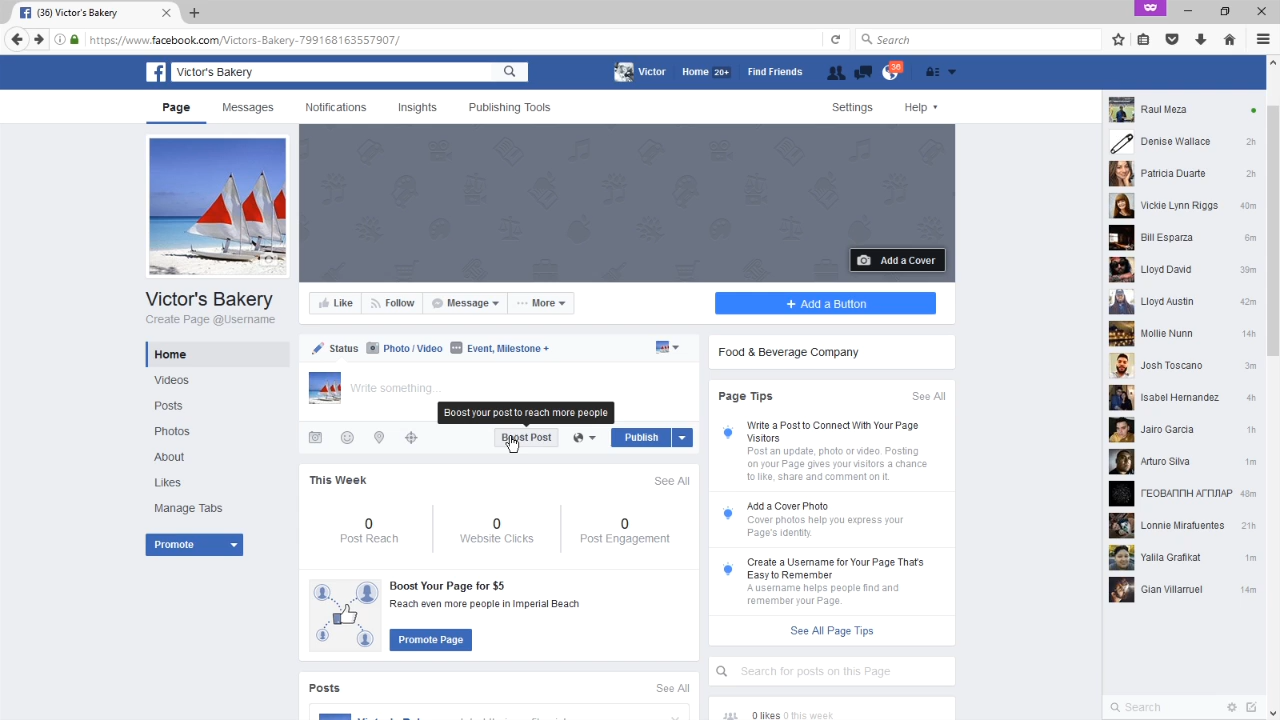 (36) Victor's Bakery
https://www.facebook.com/Victors-Bakery-799168163557907/
Search
Victor's Bakery
Victor
Home 20+
Find Friends
36
Page
Messages
Notifications
Insights
Publishing Tools
Settings
Help
Add a Cover
Victor's Bakery
Create Page @Username
Like
Follow
Message
More
+ Add a Button
Home
Videos
Posts
Photos
About
Likes
Manage Tabs
Promote
Status
Photo / Video
Event, Milestone +
Write something...
Boost your post to reach more people
Boost Post
Publish
This Week
See All
0
Post Reach
0
Website Clicks
0
Post Engagement
Boost Your Page for $5
Reach even more people in Imperial Beach
Promote Page
Posts
See All
Food & Beverage Company
Page Tips
See All
Write a Post to Connect With Your Page
Visitors
Post an update, photo or video. Posting
on your Page gives your visitors a chance
to like, share and comment on it.
Add a Cover Photo
Cover photos help you express your
Page's identity.
Create a Username for Your Page That's
Easy to Remember
A username helps people find and
remember your Page.
See All Page Tips
Search for posts on this Page
0 likes 0 this week
Raul Meza
Denise Wallace 2h
Patricia Duarte 2h
Vickie Lynn Riggs 40m
Bill Esparza 6m
Lloyd David 39m
Lloyd Austin 42m
Mollie Nunn 14h
Josh Toscano 3m
Isabel Hernandez 4h
Jairo Garcia 1h
Arturo Silva 1m
48m
Lonnie Mirafuentes 21h
Yalila Grafikat 1m
Gian Villarruel 14m
Search